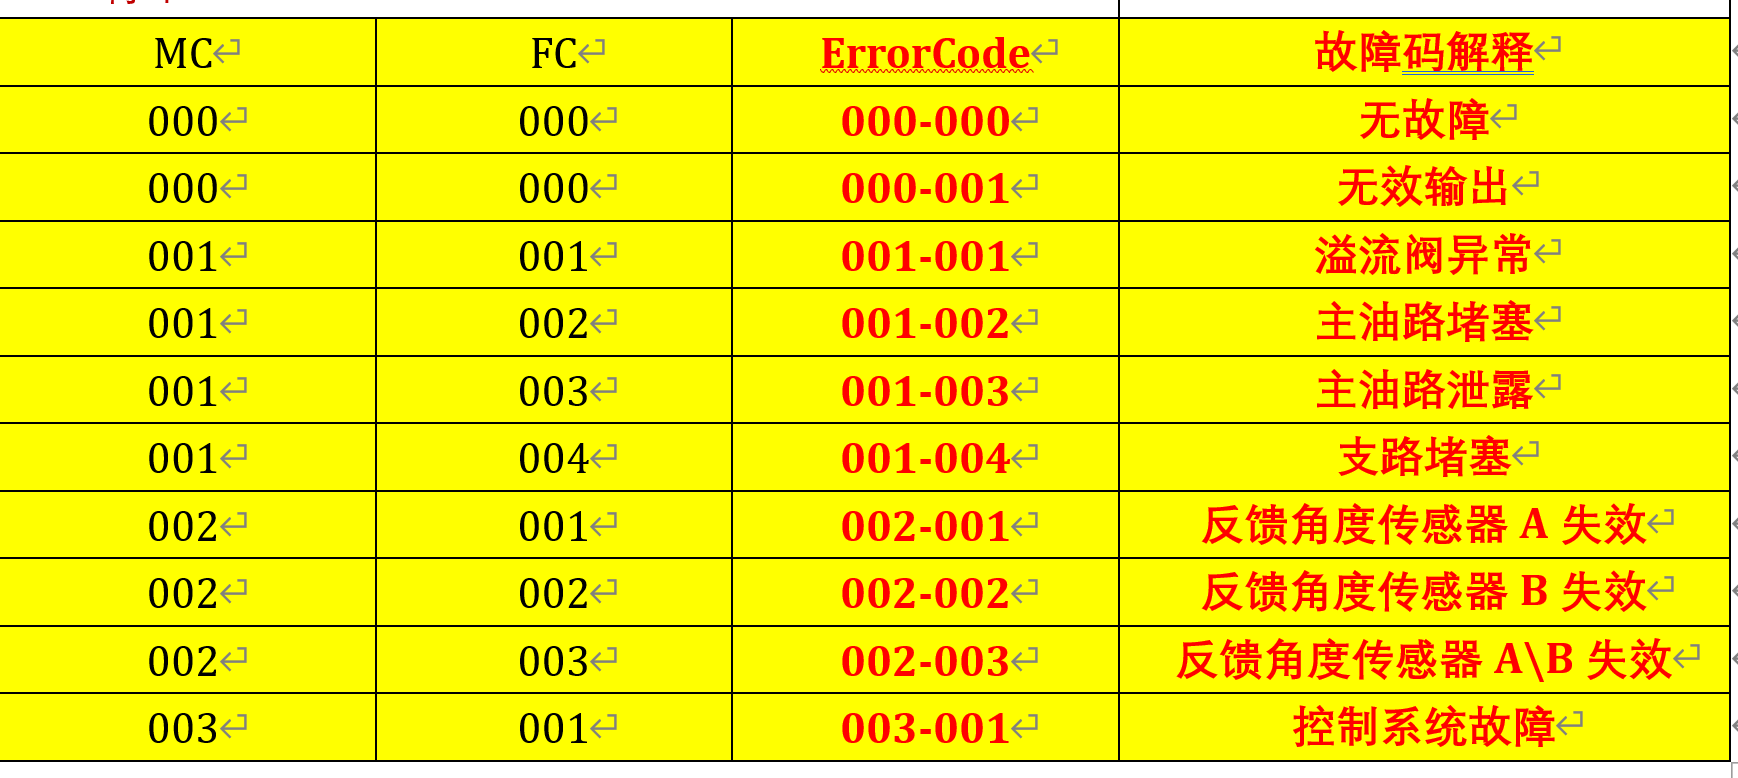 MC FC ErrorCode 故障码解释
000 000 000-000 无故障
000 000 000-001 无效输出
001 001 001-001 溢流阀异常
001 002 001-002 主油路堵塞
001 003 001-003 主油路泄露
001 004 001-004 支路堵塞
002 001 002-001 反馈角度传感器 A 失效
002 002 002-002 反馈角度传感器 B 失效
002 003 002-003 反馈角度传感器 A\B 失效
003 001 003-001 控制系统故障